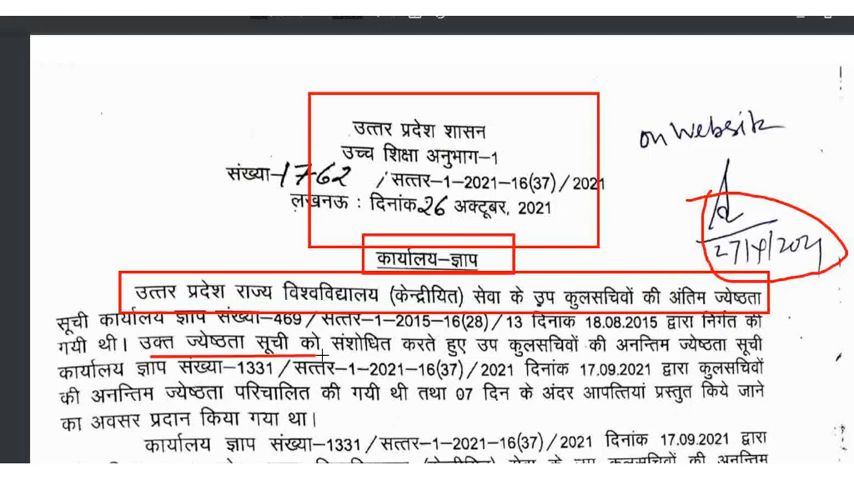 उत्तर प्रदेश शासन
उच्च शिक्षा अनुभाग-1
संख्या-1762 /सत्तर-1-2021-16(37)/2021
लखनऊ : दिनांक 26 अक्टूबर, 2021
on Website
कार्यालय-ज्ञाप
उत्तर प्रदेश राज्य विश्वविद्यालय (केन्द्रीयित) सेवा के उप कुलसचिवों की अंतिम ज्येष्ठता
सूची कार्यालय ज्ञाप संख्या-469/सत्तर-1-2015-16(28)/13 दिनांक 18.08.2015 द्वारा निर्गत की
गयी थी। उक्त ज्येष्ठता सूची को संशोधित करते हुए उप कुलसचिवों की अनन्तिम ज्येष्ठता सूची
कार्यालय ज्ञाप संख्या-1331/सत्तर-1-2021-16(37)/2021 दिनांक 17.09.2021 द्वारा कुलसचिवों
की अनन्तिम ज्येष्ठता परिचालित की गयी थी तथा 07 दिन के अंदर आपत्तियां प्रस्तुत किये जाने
का अवसर प्रदान किया गया था।
कार्यालय ज्ञाप संख्या-1331/सत्तर-1-2021-16(37)/2021 दिनांक 17.09.2021 द्वारा
सेवा के उप कुलसचिवों की अनन्तिम